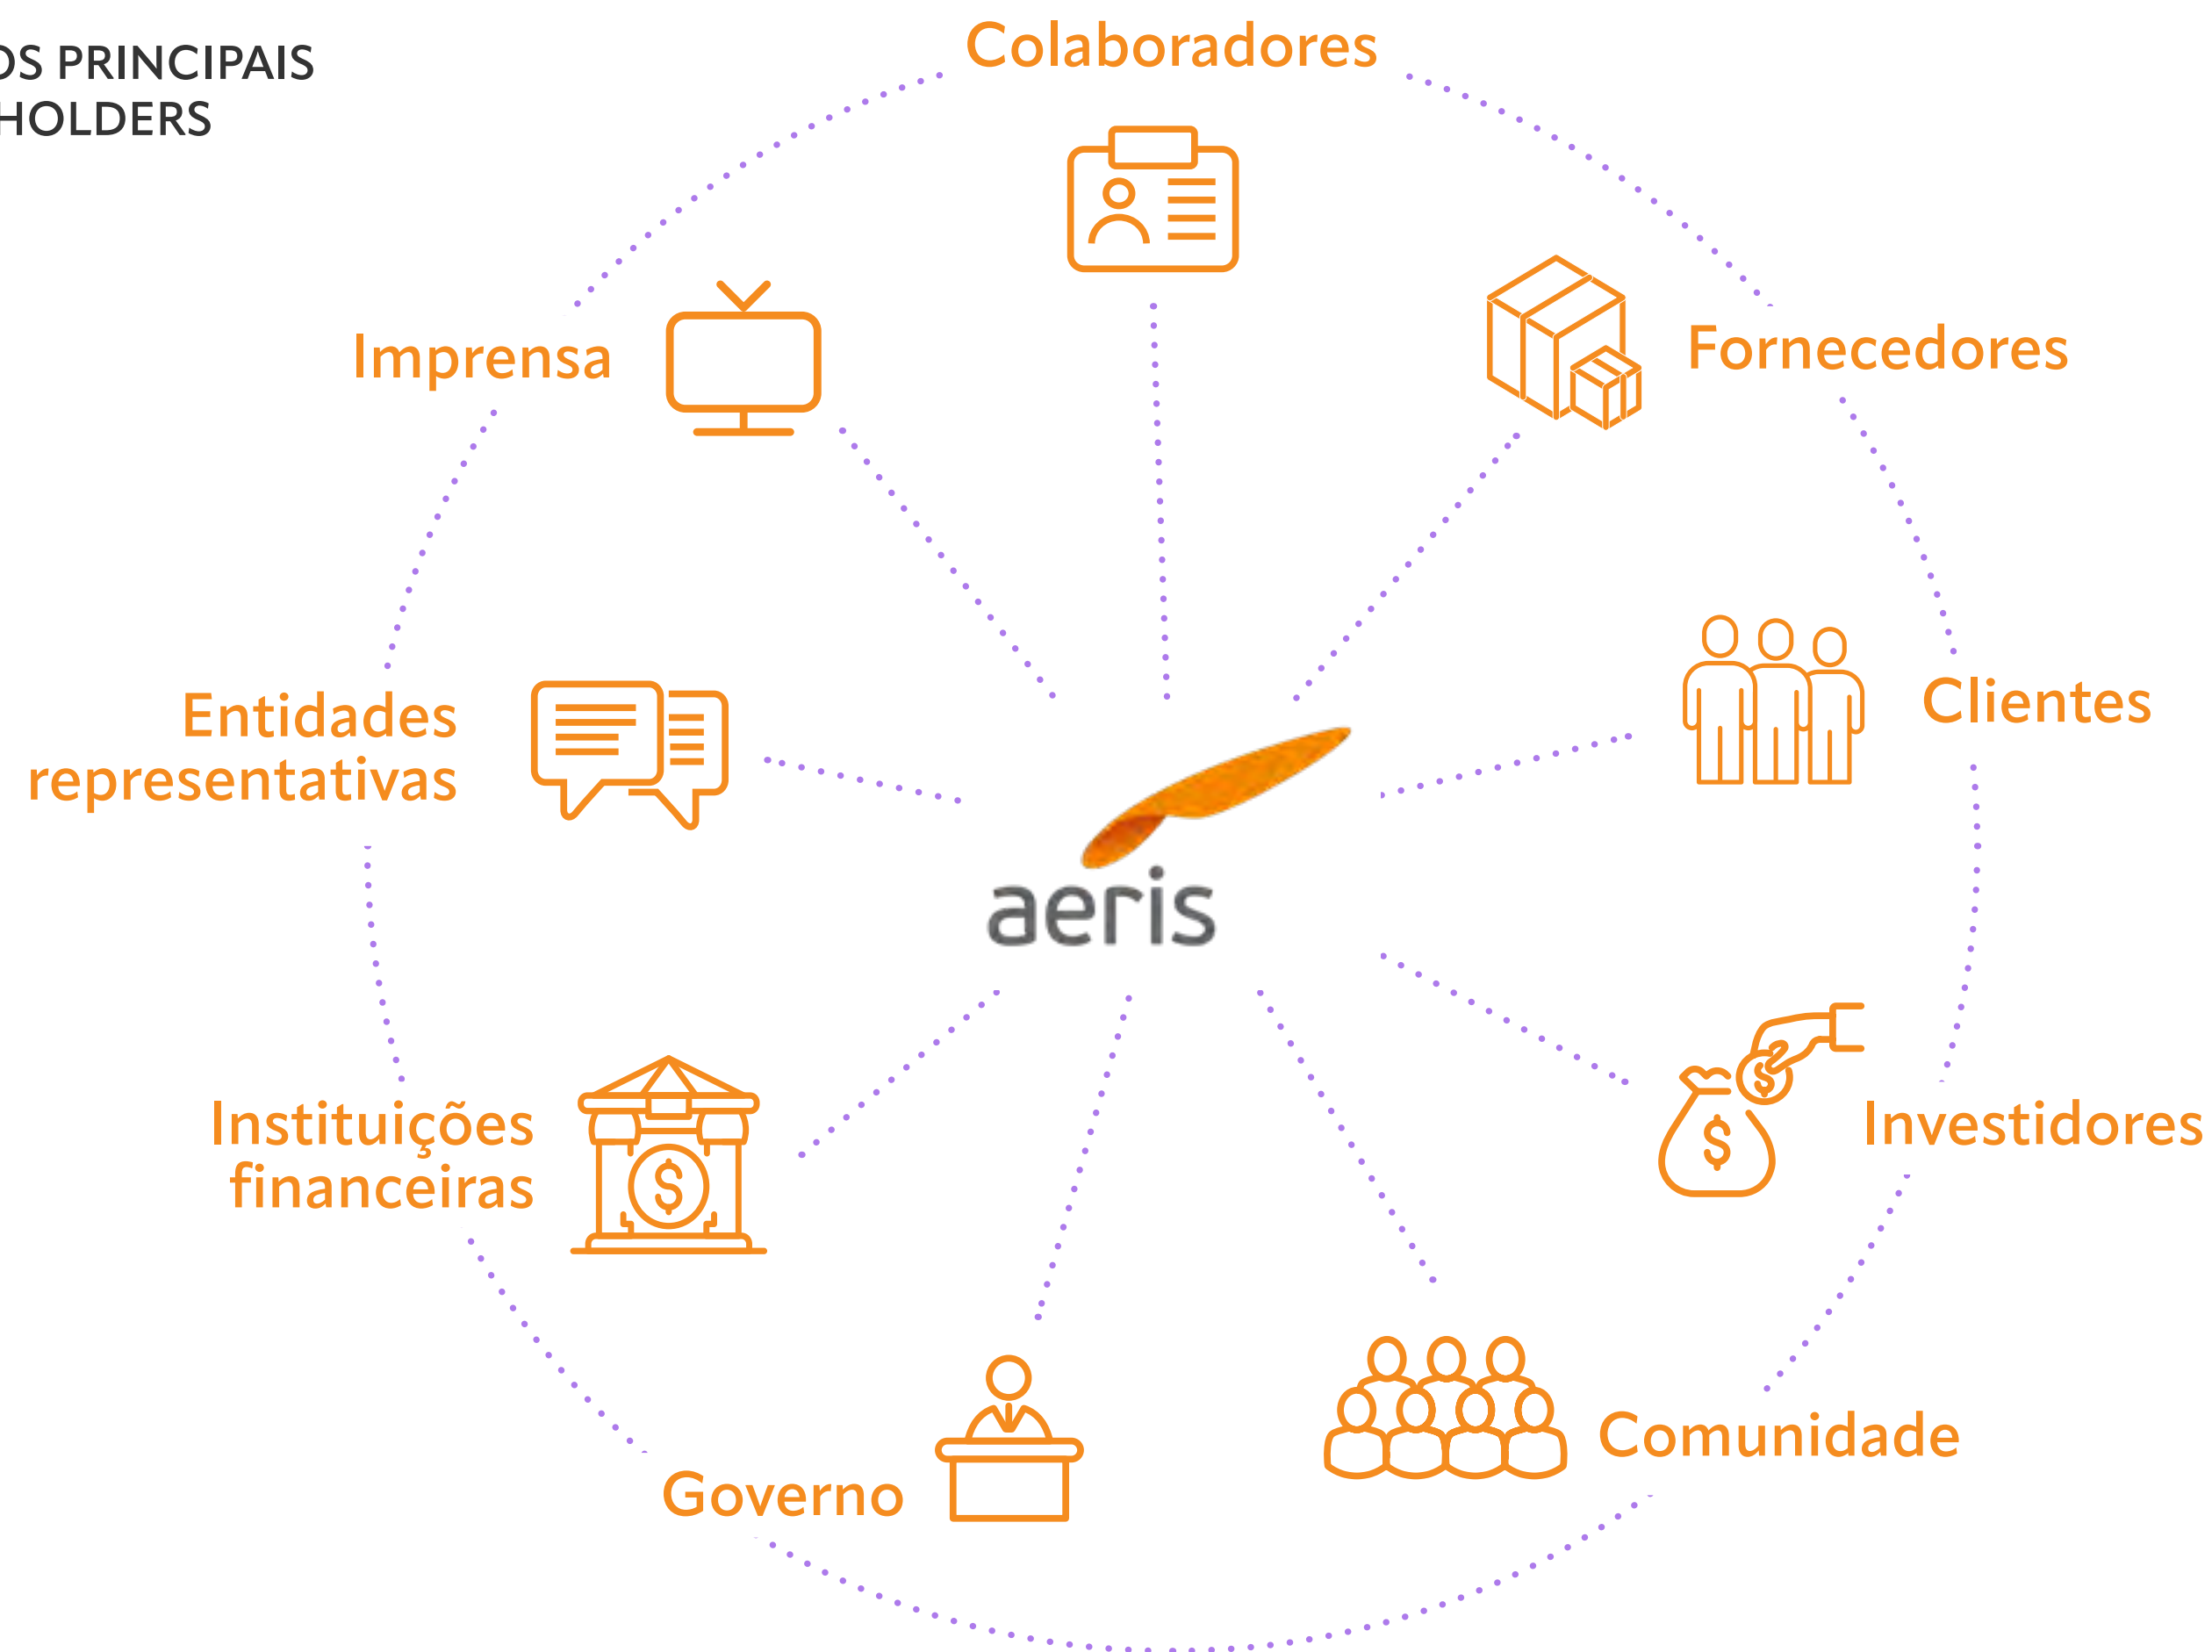 OS PRINCIPAIS
HOLDERS
Colaboradores
Imprensa
Fornecedores
Entidades
representativas
Clientes
aeris
Instituições
financeiras
Investidores
Governo
Comunidade
$
$
$